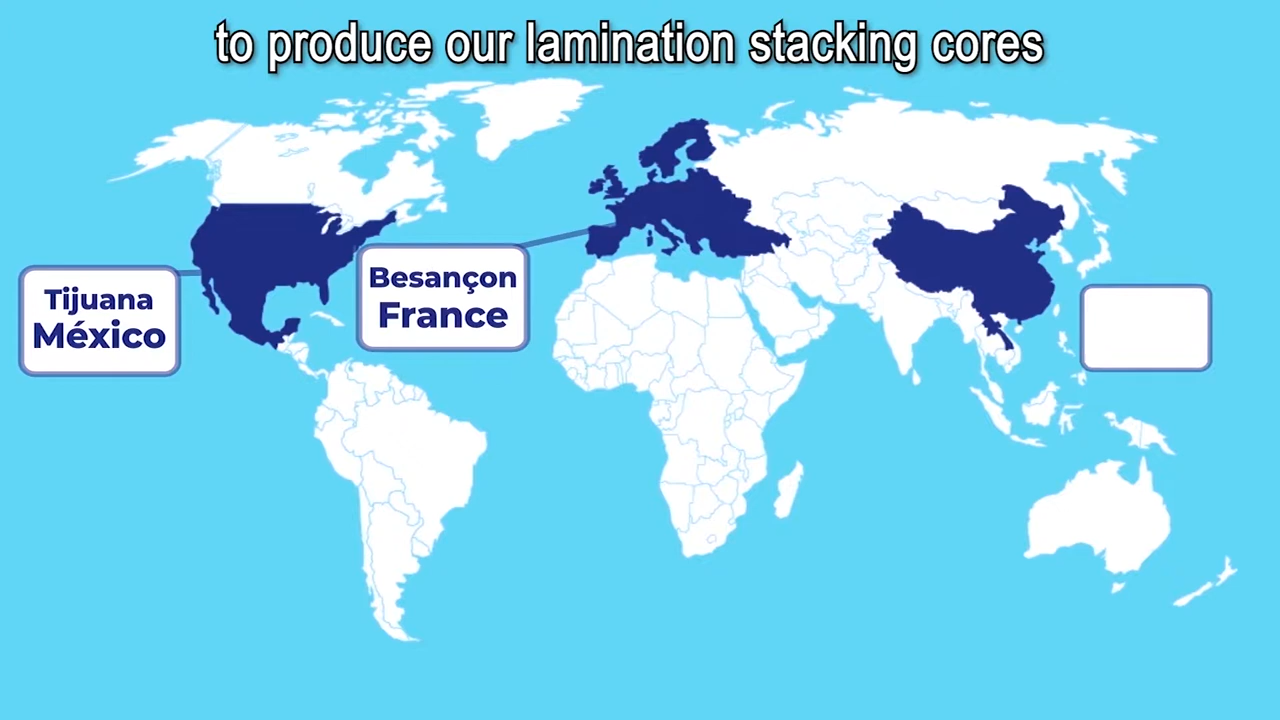 to produce our lamination stacking cores
Tijuana
México
Besançon
France